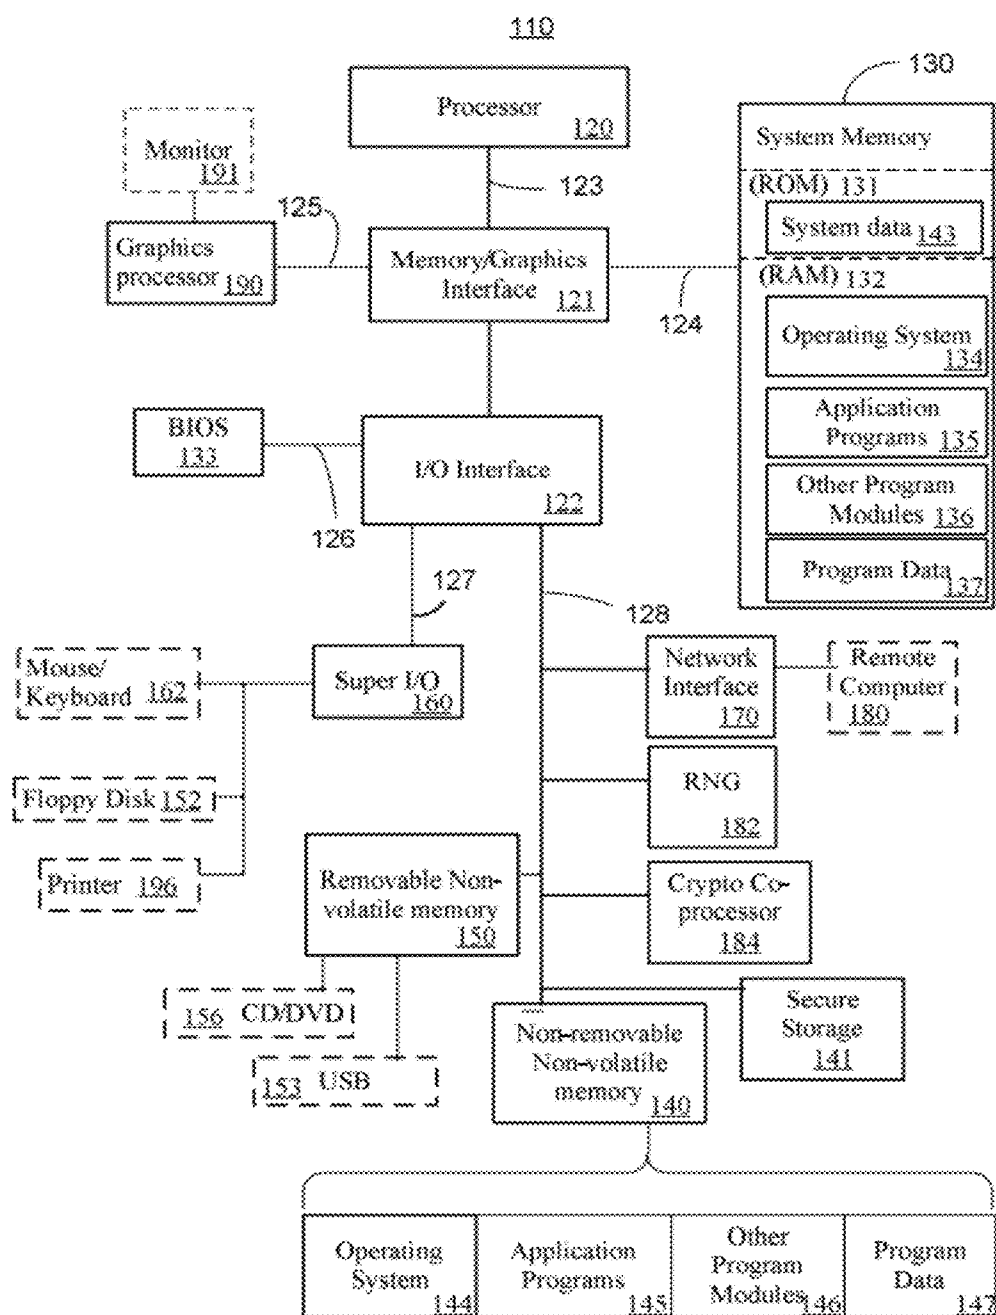 110
Processor
120
130
Monitor
191
123
125
Graphics
processor 190
Memory/Graphics
Interface
121
124
System Memory
(ROM) 131
System data 143
(RAM) 132
Operating System
134
Application
Programs 135
Other Program
Modules 136
Program Data
137
BIOS
133
126
I/O Interface
122
127
128
Mouse/
Keyboard 162
Super I/O
160
Network
Interface
170
Remote
Computer
180
Floppy Disk 152
RNG
182
Printer 196
Removable Non-
volatile memory
150
Crypto Co-
processor
184
156 CD/DVD
153 USB
Non-removable
Non-volatile
memory 140
Secure
Storage
141
Operating
System 144
Application
Programs 145
Other
Program
Modules 146
Program
Data 147